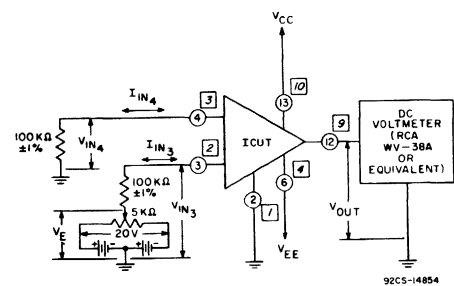 VCC
IIN4
3
10
4
13
100KΩ
±1%
VIN4
IIN3
2
ICUT
9
12
3
4
6
2
1
100KΩ
±1%
VIN3
5KΩ
VE
20V
+ - + -
VEE
VOUT
DC
VOLTMETER
(RCA
WV-38A
OR
EQUIVALENT)
92CS-14854